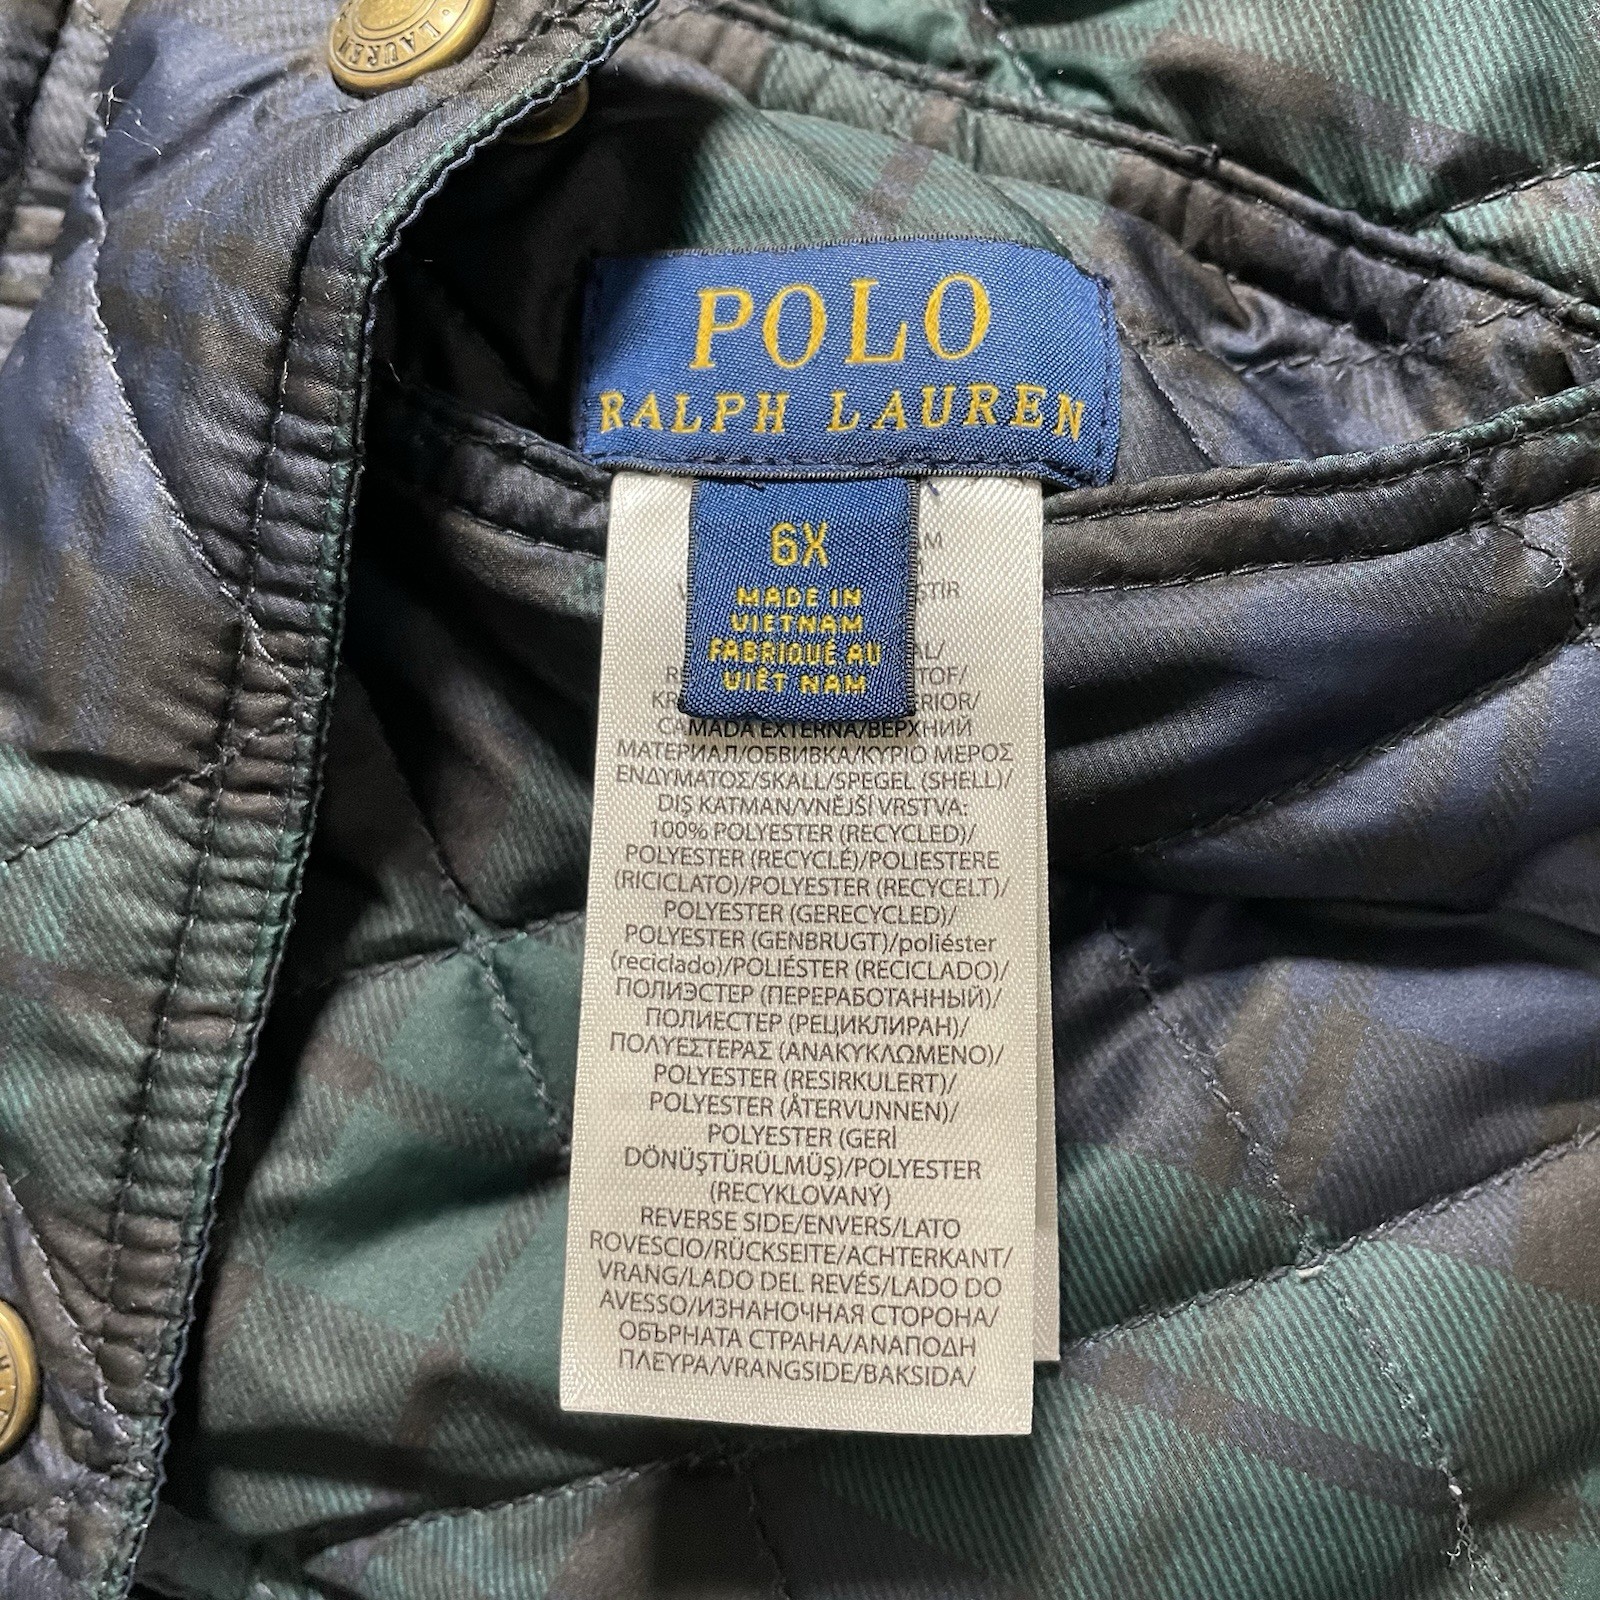 LAUREN
POLO
RALPH LAUREN
6X
MADE IN
VIETNAM
FABRIQUÉ AU
VIÊT NAM
CAMADA EXTERNA/ВЕРХНИЙ
МАТЕРИАЛ/ОБВИВКА/ΚΥΡΙΟ ΜΕΡΟΣ
ΕΝΔΥΜΑΤΟΣ/SKALL/SPEGEL (SHELL)/
DIŞ KATMAN/VNĚJŠÍ VRSTVA:
100% POLYESTER (RECYCLED)/
POLYESTER (RECYCLÉ)/POLIESTERE
(RICICLATO)/POLYESTER (RECYCELT)/
POLYESTER (GERECYCLED)/
POLYESTER (GENBRUGT)/poliéster
(reciclado)/POLIÉSTER (RECICLADO)/
ПОЛИЭСТЕР (ПЕРЕРАБОТАННЫЙ)/
ПОЛИЕСТЕР (РЕЦИКЛИРАН)/
ΠΟΛΥΕΣΤΕΡΑΣ (ΑΝΑΚΥΚΛΩΜΕΝΟ)/
POLYESTER (RESIRKULERT)/
POLYESTER (ÅTERVUNNEN)/
POLYESTER (GERİ
DÖNÜŞTÜRÜLMÜŞ)/POLYESTER
(RECYKLOVANÝ)
REVERSE SIDE/ENVERS/LATO
ROVESCIO/RÜCKSEITE/ACHTERKANT/
VRANG/LADO DEL REVÉS/LADO DO
AVESSO/ИЗНАНОЧНАЯ СТОРОНА/
ОБЪРНАТА СТРАНА/ΑΝΑΠΟΔΗ
ΠΛΕΥΡΑ/VRANGSIDE/BAKSIDA/